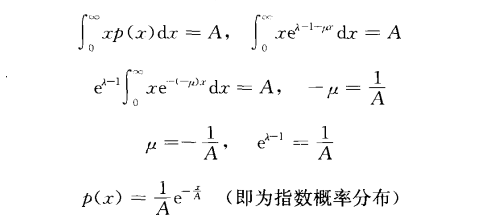 ∫₀^∞ xp(x)dx = A, ∫₀^∞ xe^{λ-1-μx} dx = A
e^{λ-1}∫₀^∞ xe^{-(-μ)x}dx = A, -μ = 1/A
μ = -1/A, e^{λ-1} = 1/A
p(x) = 1/A e^{-x/A} (即为指数概率分布)